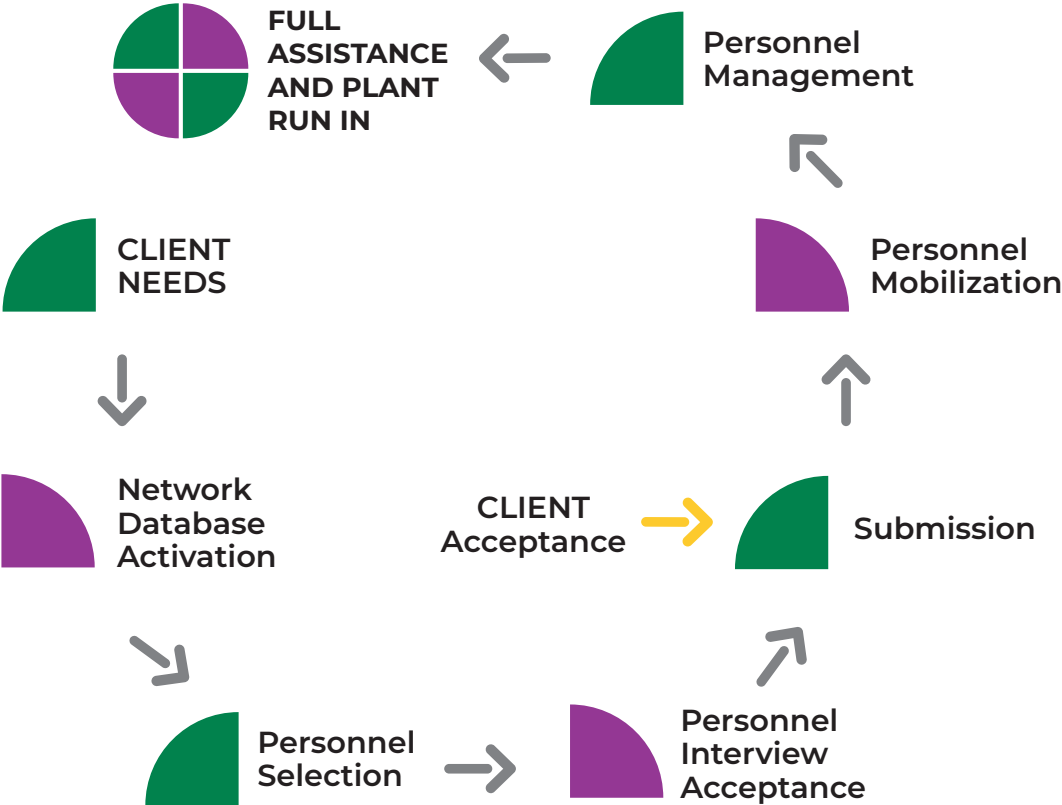 FULL
ASSISTANCE
AND PLANT
RUN IN
Personnel
Management
CLIENT
NEEDS
Personnel
Mobilization
Network
Database
Activation
CLIENT
Acceptance
Submission
Personnel
Selection
Personnel
Interview
Acceptance